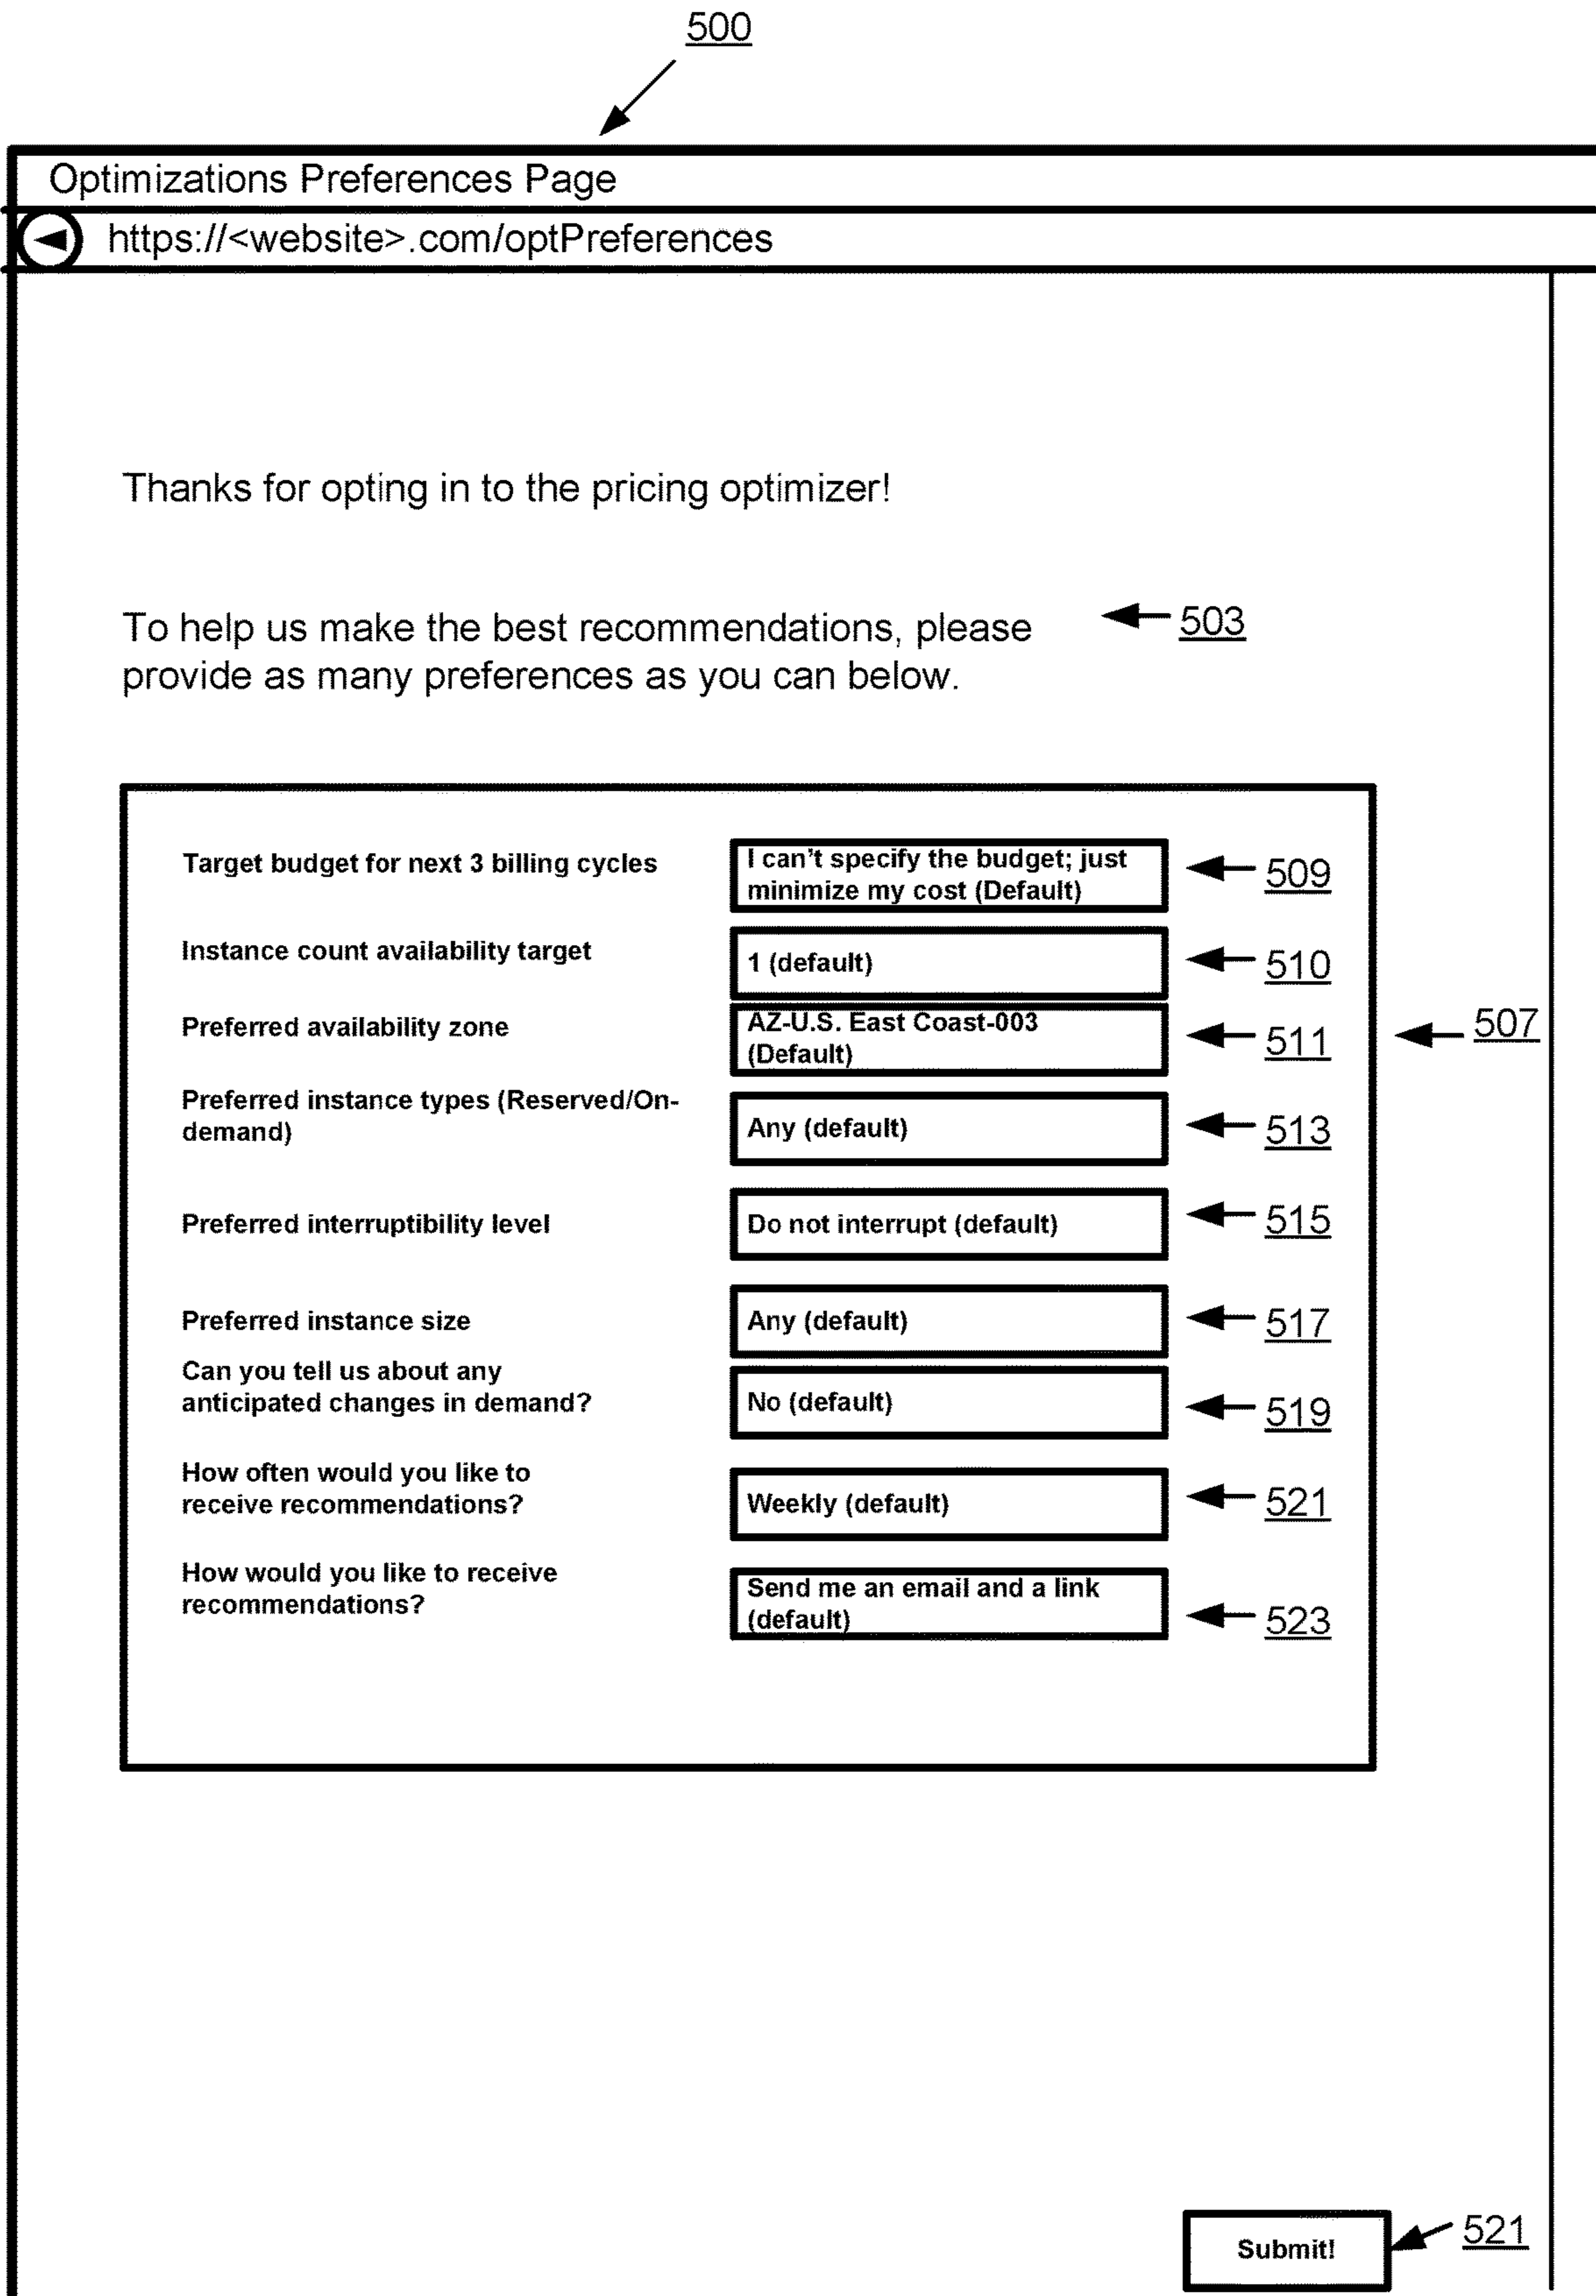 500
Optimizations Preferences Page
https://<website>.com/optPreferences
Thanks for opting in to the pricing optimizer!
To help us make the best recommendations, please
provide as many preferences as you can below.
503
Target budget for next 3 billing cycles
I can't specify the budget; just
minimize my cost (Default)
509
Instance count availability target
1 (default)
510
Preferred availability zone
AZ-U.S. East Coast-003
(Default)
511
507
Preferred instance types (Reserved/On-
demand)
Any (default)
513
Preferred interruptibility level
Do not interrupt (default)
515
Preferred instance size
Any (default)
517
Can you tell us about any
anticipated changes in demand?
No (default)
519
How often would you like to
receive recommendations?
Weekly (default)
521
How would you like to receive
recommendations?
Send me an email and a link
(default)
523
Submit!
521